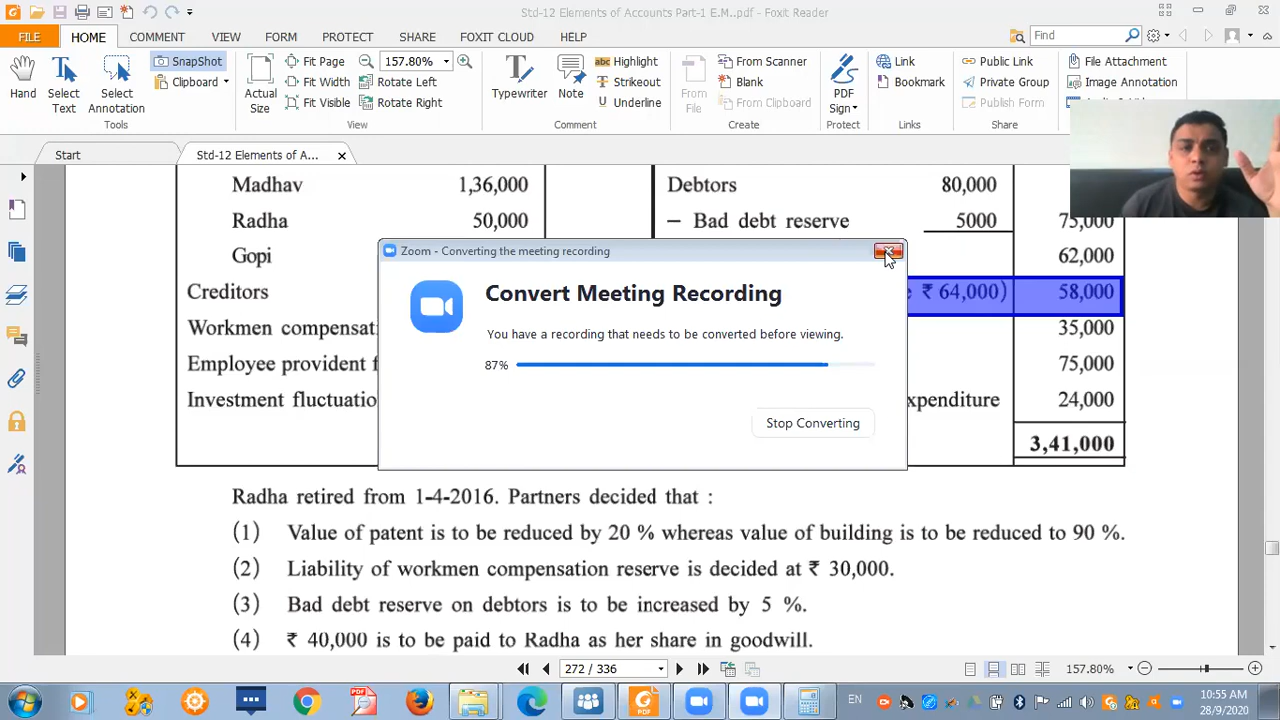 Std-12 Elements of Accounts Part-1 E.M..pdf - Foxit Reader
FILE HOME COMMENT VIEW FORM PROTECT SHARE FOXIT CLOUD HELP Find
SnapShot Fit Page 157.80% Highlight From Scanner Link Public Link File Attachment
Clipboard Fit Width Rotate Left Strikeout Blank Bookmark Private Group Image Annotation
Hand Select Text Select Annotation Actual Size Fit Visible Rotate Right Typewriter Note Underline From File From Clipboard PDF Sign Publish Form
Tools View Comment Create Protect Links Share
Start Std-12 Elements of A...
Madhav 1,36,000 Debtors 80,000
Radha 50,000 – Bad debt reserve 5000 75,000
Gopi 62,000
Creditors ₹ 64,000) 58,000
Workmen compensati 35,000
Employee provident f 75,000
Investment fluctuatio xpenditure 24,000
3,41,000
Zoom - Converting the meeting recording
Convert Meeting Recording
You have a recording that needs to be converted before viewing.
87%
Stop Converting
Radha retired from 1-4-2016. Partners decided that :
(1) Value of patent is to be reduced by 20 % whereas value of building is to be reduced to 90 %.
(2) Liability of workmen compensation reserve is decided at ₹ 30,000.
(3) Bad debt reserve on debtors is to be increased by 5 %.
(4) ₹ 40,000 is to be paid to Radha as her share in goodwill.
272 / 336 157.80%
EN 10:55 AM
28/9/2020